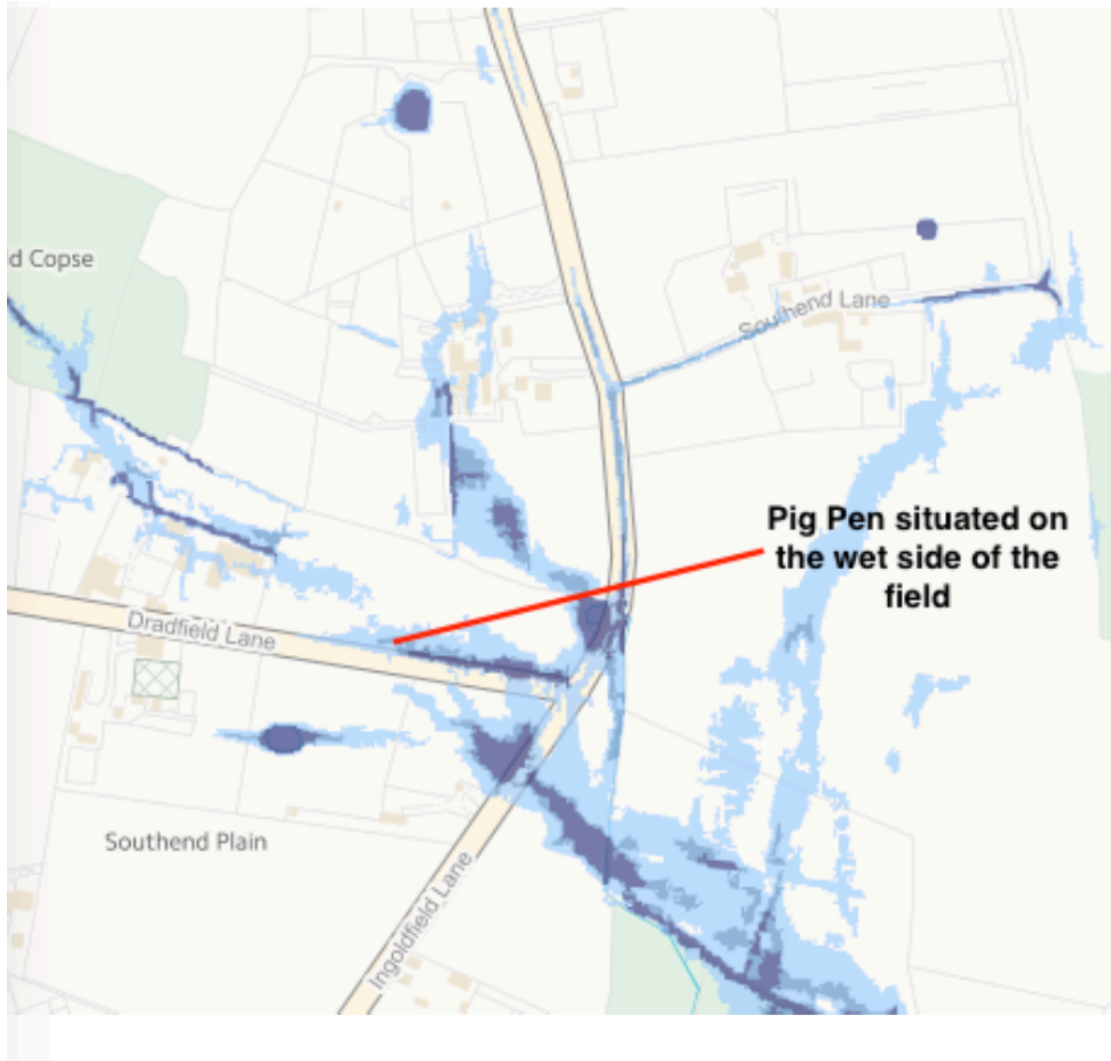 d Copse
Southend Lane
Pig Pen situated on
the wet side of the
field
Dradfield Lane
Southend Plain
Ingoldfield Lane